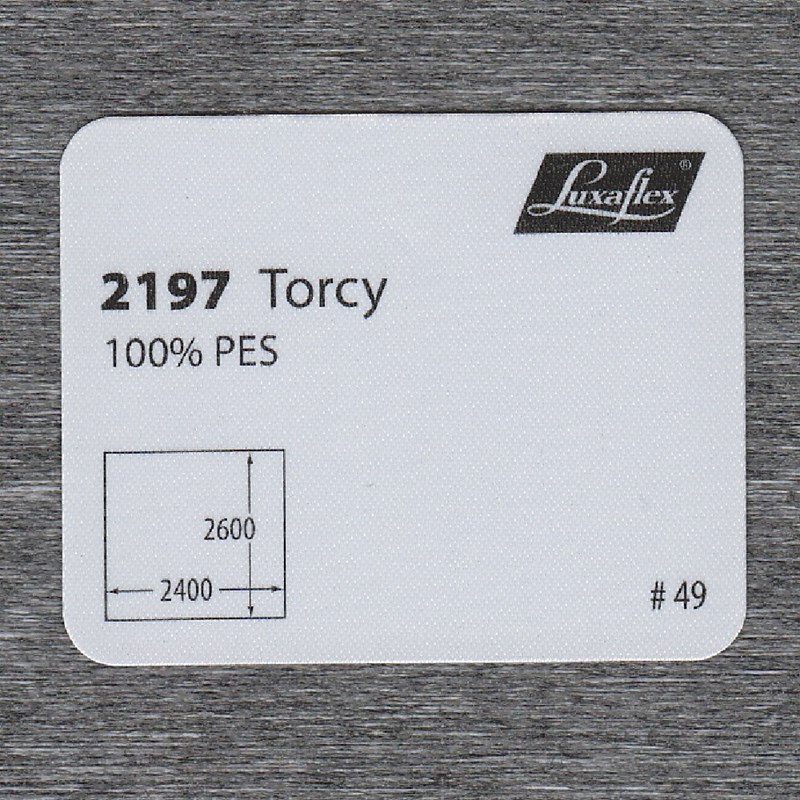 Luxaflex®
2197 Torcy
100% PES
2600
2400
# 49